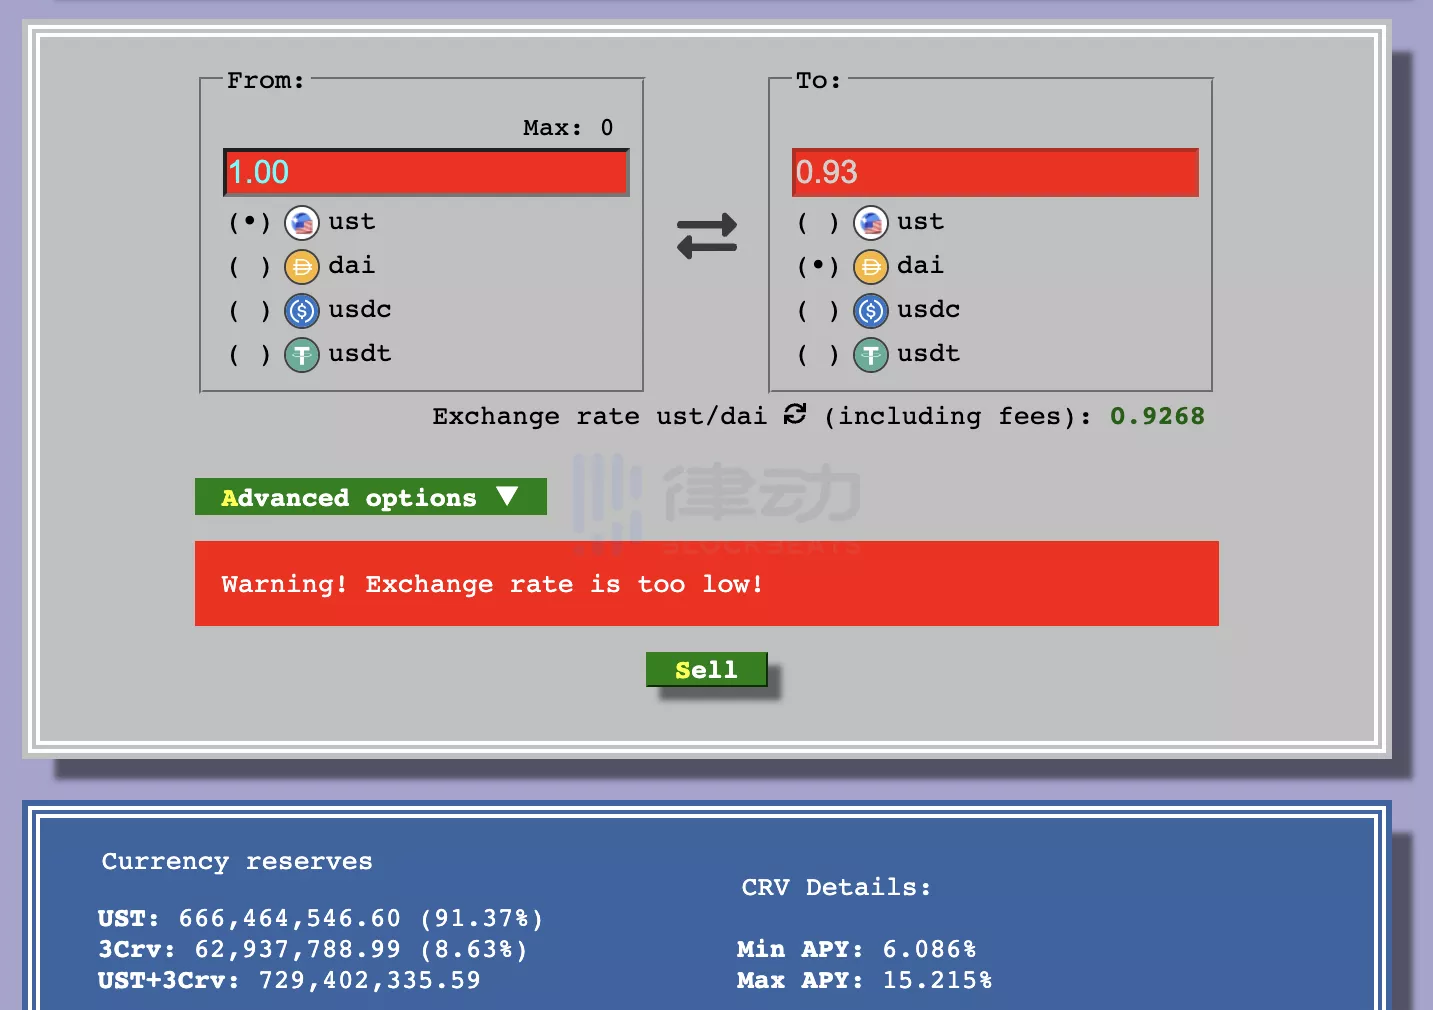 From:
Max: 0
1.00
(•) ust
( ) dai
( ) usdc
( ) usdt
To:
0.93
( ) ust
(•) dai
( ) usdc
( ) usdt
Exchange rate ust/dai (including fees): 0.9268
律动
BLOCKBEATS
Advanced options ▼
Warning! Exchange rate is too low!
Sell
Currency reserves
UST: 666,464,546.60 (91.37%)
3Crv: 62,937,788.99 (8.63%)
UST+3Crv: 729,402,335.59
CRV Details:
Min APY: 6.086%
Max APY: 15.215%